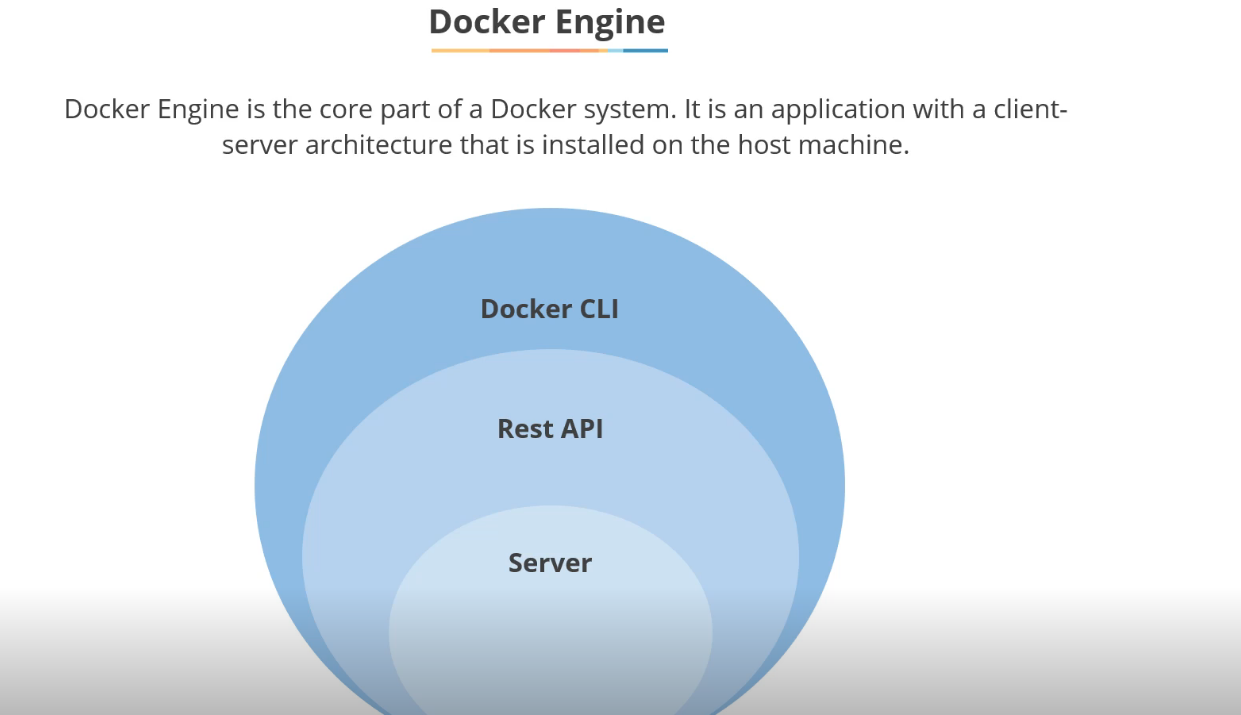 Docker Engine
Docker Engine is the core part of a Docker system. It is an application with a client-
server architecture that is installed on the host machine.
Docker CLI
Rest API
Server